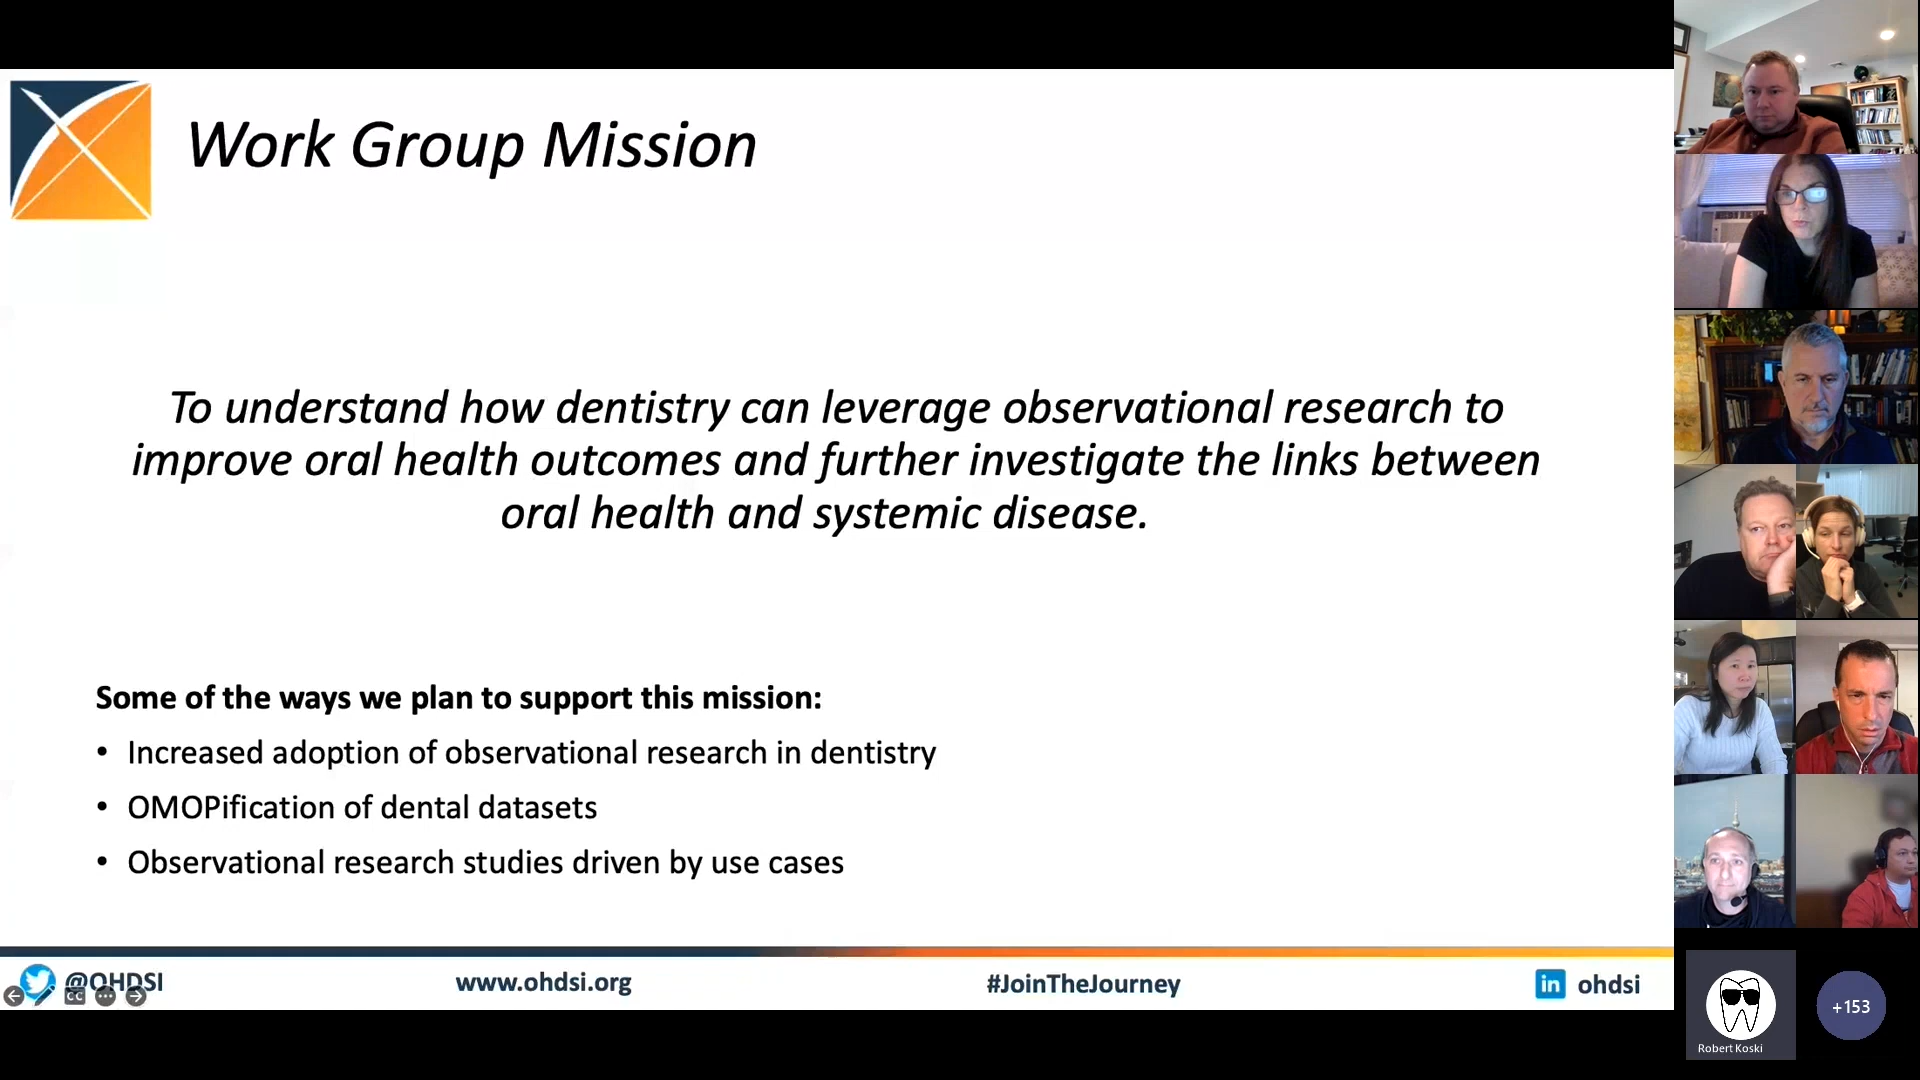 Work Group Mission
To understand how dentistry can leverage observational research to
improve oral health outcomes and further investigate the links between
oral health and systemic disease.
Some of the ways we plan to support this mission:
• Increased adoption of observational research in dentistry
• OMOPification of dental datasets
• Observational research studies driven by use cases
@OHDSI
www.ohdsi.org
#JoinTheJourney
in ohdsi
CC
+153
Robert Koski